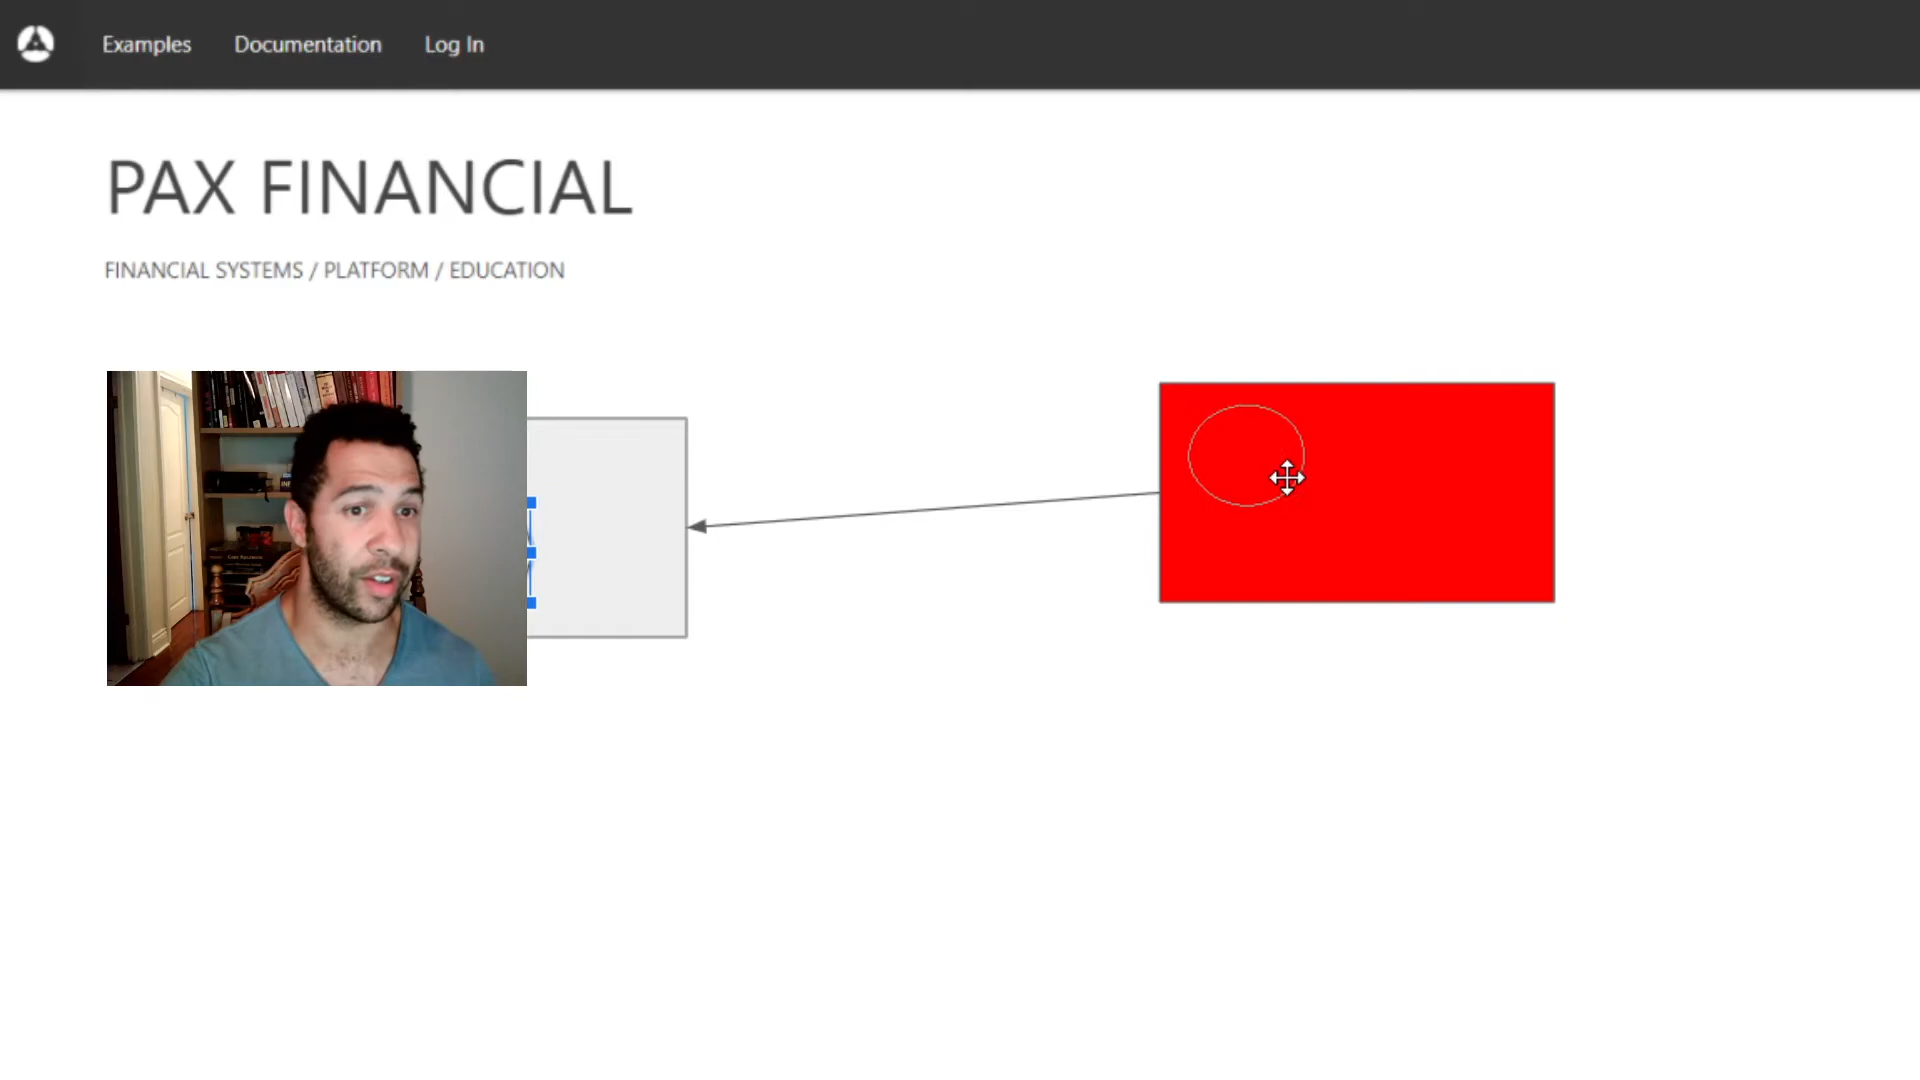 Examples
Documentation
Log In
PAX FINANCIAL
FINANCIAL SYSTEMS / PLATFORM / EDUCATION